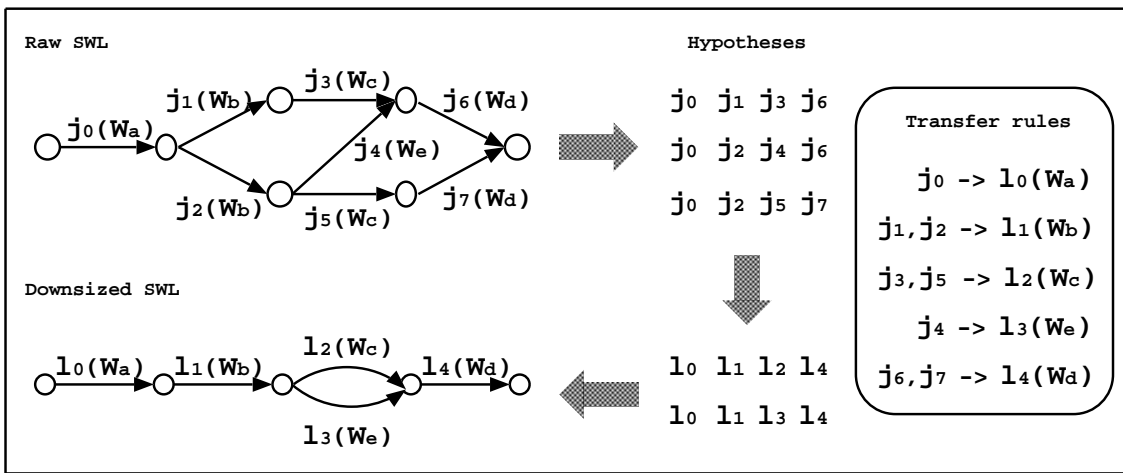 Raw SWL
j0(Wa)
j1(Wb)
j2(Wb)
j3(Wc)
j4(We)
j5(Wc)
j6(Wd)
j7(Wd)
Hypotheses
j0 j1 j3 j6
j0 j2 j4 j6
j0 j2 j5 j7
Transfer rules
j0 -> l0(Wa)
j1,j2 -> l1(Wb)
j3,j5 -> l2(Wc)
j4 -> l3(We)
j6,j7 -> l4(Wd)
Downsized SWL
l0(Wa)
l1(Wb)
l2(Wc)
l3(We)
l4(Wd)
l0 l1 l2 l4
l0 l1 l3 l4